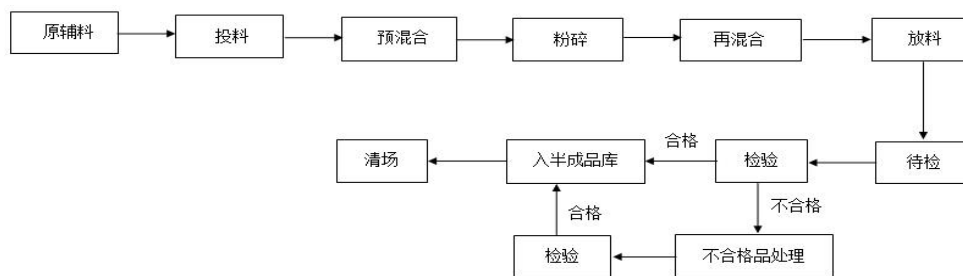 原辅料
投料
预混合
粉碎
再混合
放料
清场
入半成品库
合格
检验
待检
合格
不合格
检验
不合格品处理